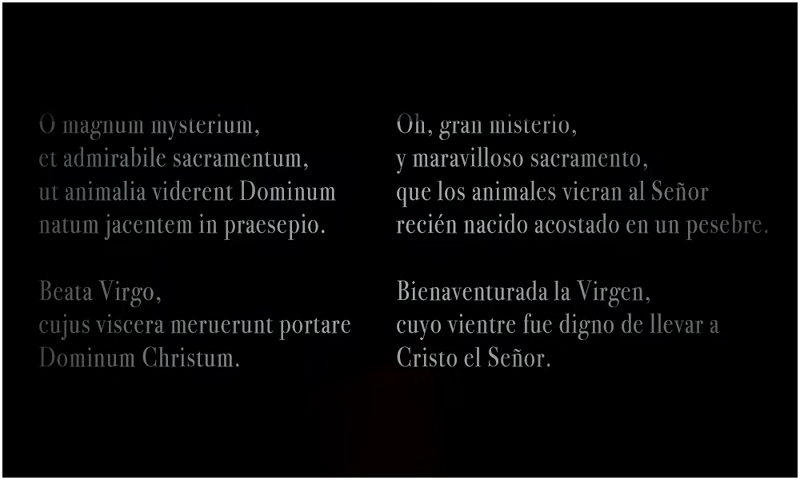 O magnum mysterium,
et admirabile sacramentum,
ut animalia viderent Dominum
natum jacentem in praesepio.
Beata Virgo,
cujus viscera meruerunt portare
Dominum Christum.
Oh, gran misterio,
y maravilloso sacramento,
que los animales vieran al Señor
recién nacido acostado en un pesebre.
Bienaventurada la Virgen,
cuyo vientre fue digno de llevar a
Cristo el Señor.